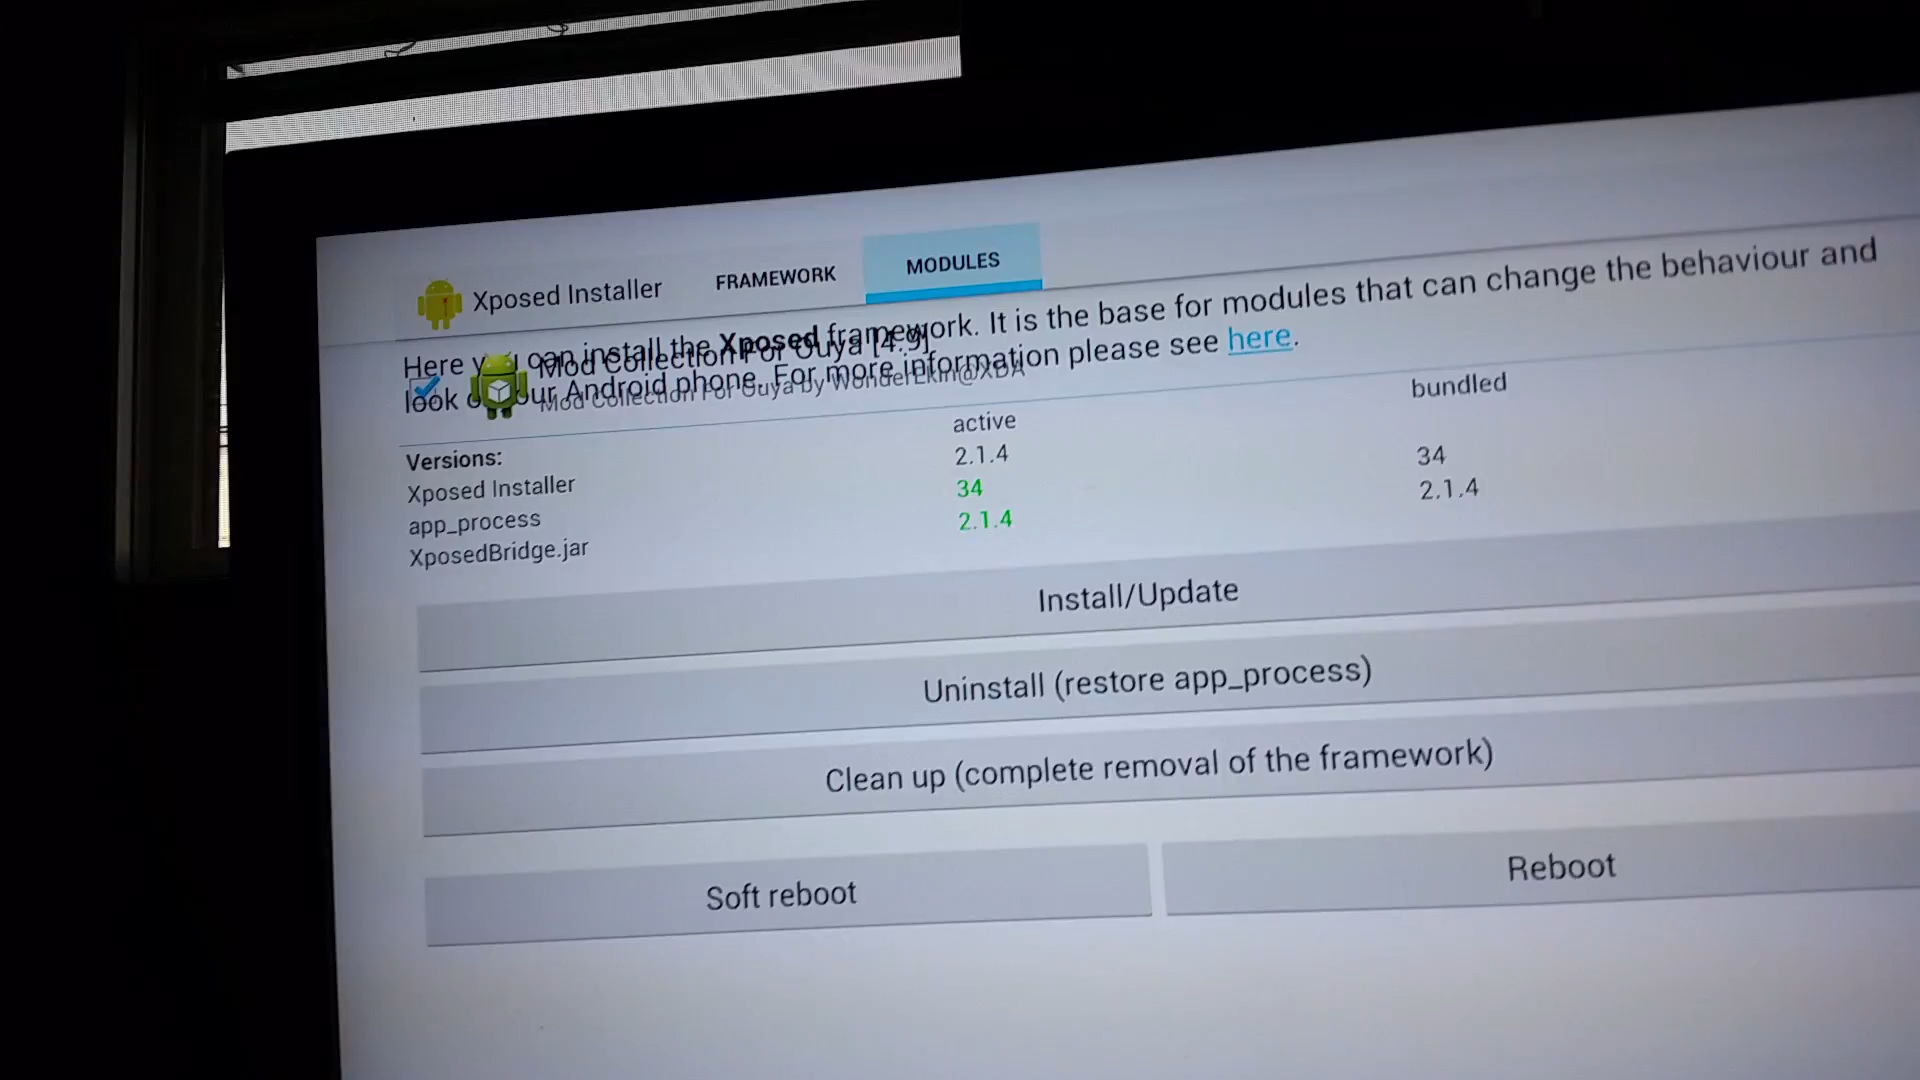 Xposed Installer FRAMEWORK MODULES
Here you can install the Xposed framework. It is the base for modules that can change the behaviour and
look of your Android phone. For more information please see here.
Mod Collection For Ouya [4.9]
Mod Collection For Ouya by WonderEkin@XDA
active bundled
Versions:
Xposed Installer 2.1.4
app_process 34 34
XposedBridge.jar 2.1.4 2.1.4
Install/Update
Uninstall (restore app_process)
Clean up (complete removal of the framework)
Soft reboot Reboot